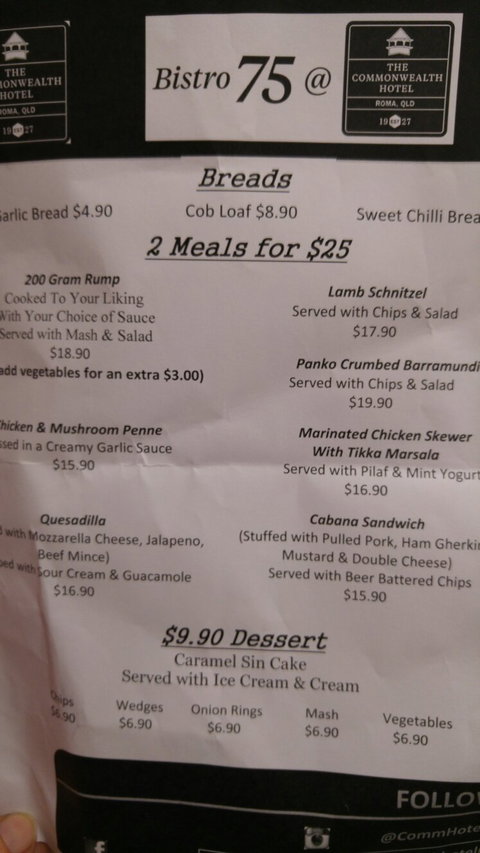 THE
MONWEALTH
HOTEL
ROMA, QLD
19 EST 27
Bistro 75 @
THE
COMMONWEALTH
HOTEL
ROMA, QLD
19 EST 27
Breads
Garlic Bread $4.90
Cob Loaf $8.90
Sweet Chilli Brea
2 Meals for $25
200 Gram Rump
Cooked To Your Liking
With Your Choice of Sauce
Served with Mash & Salad
$18.90
add vegetables for an extra $3.00)
Lamb Schnitzel
Served with Chips & Salad
$17.90
Panko Crumbed Barramundi
Served with Chips & Salad
$19.90
Chicken & Mushroom Penne
ssed in a Creamy Garlic Sauce
$15.90
Marinated Chicken Skewer
With Tikka Marsala
Served with Pilaf & Mint Yogurt
$16.90
Quesadilla
with Mozzarella Cheese, Jalapeno,
Beef Mince)
ped with Sour Cream & Guacamole
$16.90
Cabana Sandwich
(Stuffed with Pulled Pork, Ham Gherki
Mustard & Double Cheese)
Served with Beer Battered Chips
$15.90
$9.90 Dessert
Caramel Sin Cake
Served with Ice Cream & Cream
Chips
$6.90
Wedges
$6.90
Onion Rings
$6.90
Mash
$6.90
Vegetables
$6.90
FOLLO
f
@CommHote